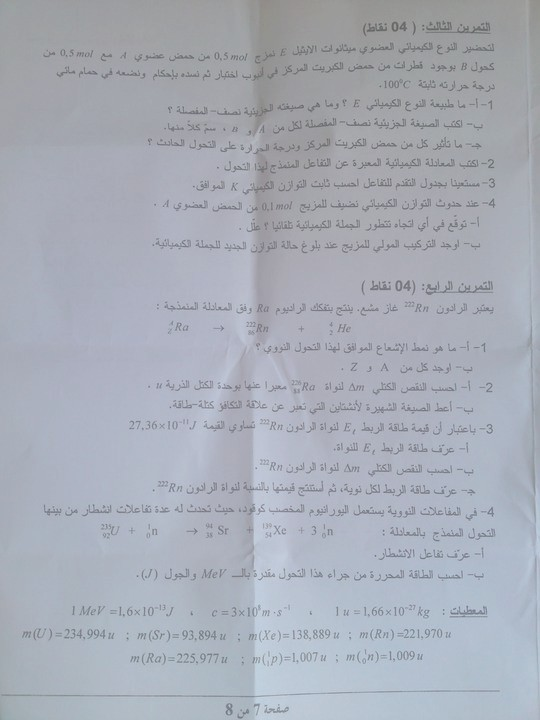 التمرين الثالث: ( 04 نقاط)
لتحضير النوع الكيميائي العضوي ميثانوات الايثيل E نمزج 0,5 mol من حمض عضوي A مع 0,5 mol من
كحول B بوجود قطرات من حمض الكبريت المركز في أنبوب اختبار ثم نسده بإحكام ونضعه في حمام مائي
درجة حرارته ثابتة 100⁰C.
1- أ- ما طبيعة النوع الكيميائي E ؟ وما هي صيغته الجزيئية نصف-المفصلة ؟
ب- اكتب الصيغة الجزيئية نصف-المفصلة لكل من A و B ، سمّ كلاً منها.
جـ- ما تأثير كل من حمض الكبريت المركز ودرجة الحرارة على التحول الحادث ؟
2- اكتب المعادلة الكيميائية المعبرة عن التفاعل المنمذج لهذا التحول .
3- مستعينا بجدول التقدم للتفاعل احسب ثابت التوازن الكيميائي K الموافق.
4- عند حدوث التوازن الكيميائي نضيف للمزيج 0,1 mol من الحمض العضوي A .
أ- توقّع في أي اتجاه تتطور الجملة الكيميائية تلقائيا ؟ علّل .
ب- اوجد التركيب المولي للمزيج عند بلوغ حالة التوازن الجديد للجملة الكيميائية.
التمرين الرابع: (04 نقاط )
يعتبر الرادون ²²²Rn غاز مشع. ينتج بتفكك الراديوم Ra وفق المعادلة المنمذجة :
ᴬ_Z Ra → ²²²₈₆Rn + ⁴₂He
1- أ- ما هو نمط الإشعاع الموافق لهذا التحول النووي ؟
ب- اوجد كل من A و Z .
2- أ- احسب النقص الكتلي Δm لنواة ²²⁶₈₈Ra معبرا عنها بوحدة الكتل الذرية u .
ب- أعط الصيغة الشهيرة لأنشتاين التي تعبر عن علاقة التكافؤ كتلة-طاقة.
3- باعتبار أن قيمة طاقة الربط E_ℓ لنواة الرادون ²²²Rn تساوي القيمة 27,36×10⁻¹¹ J
أ- عرّف طاقة الربط E_ℓ للنواة.
ب- احسب النقص الكتلي Δm لنواة الرادون ²²²Rn.
جـ- عرّف طاقة الربط لكل نوية، ثم أستنتج قيمتها بالنسبة لنواة الرادون ²²²Rn.
4- في المفاعلات النووية يستعمل اليورانيوم المخصب كوقود، حيث تحدث له عدة تفاعلات انشطار من بينها
التحول المنمذج بالمعادلة : ²³⁵₉₂U + ¹₀n → ⁹⁴₃₈Sr + ¹³⁹₅₄Xe + 3 ¹₀n
أ- عرّف تفاعل الانشطار.
ب- احسب الطاقة المحررة من جراء هذا التحول مقدرة بالـــ MeV والجول (J).
المعطيات : 1 u = 1,66×10⁻²⁷ kg ، c = 3×10⁸ m·s⁻¹ ، 1 MeV = 1,6×10⁻¹³ J
m(U) = 234,994 u ; m(Sr) = 93,894 u ; m(Xe) = 138,889 u ; m(Rn) = 221,970 u
m(Ra) = 225,977 u ; m(¹₁p) = 1,007 u ; m(¹₀n) = 1,009 u
صفحة 7 من 8